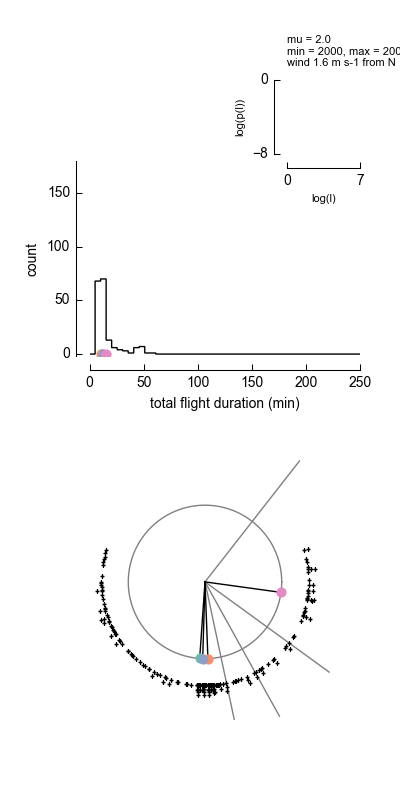 mu = 2.0
min = 2000, max = 200
wind 1.6 m s-1 from N
0
log(p(l))
−8
0 7
log(l)
150
100
count
50
0
0 50 100 150 200 250
total flight duration (min)